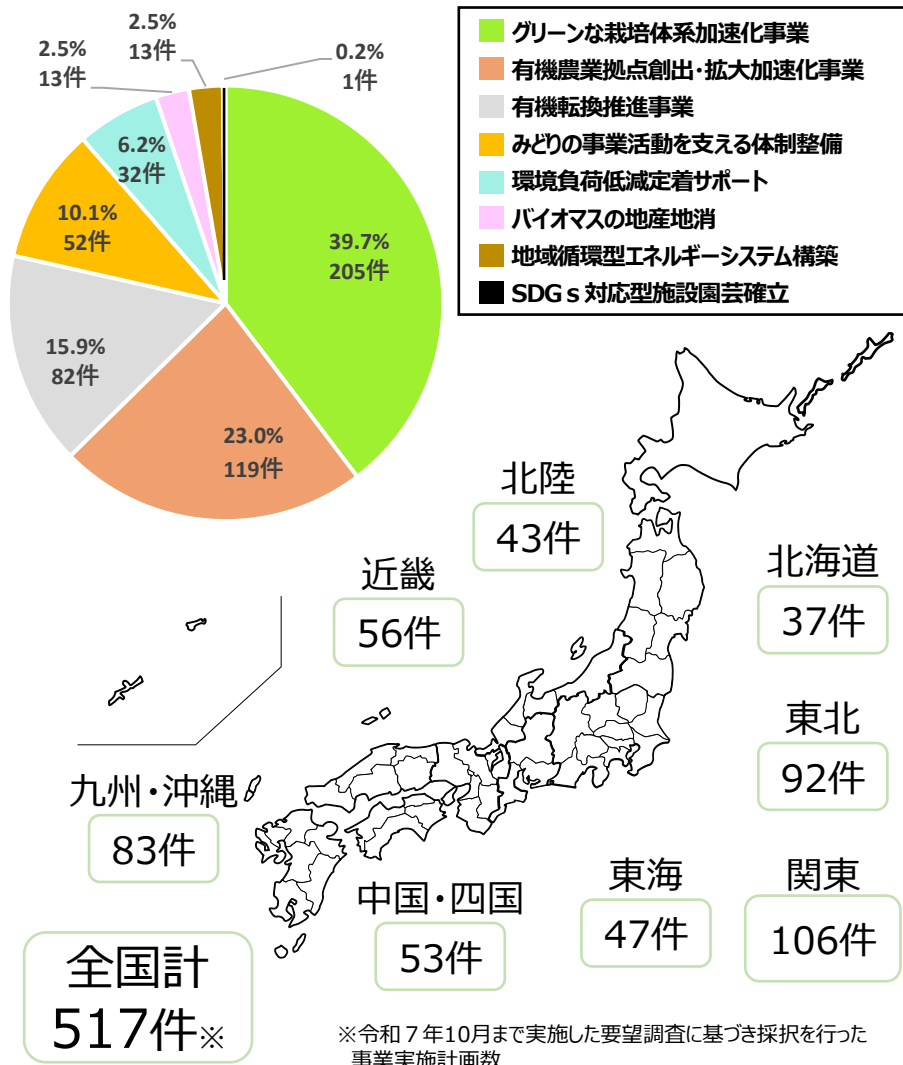 2.5%
13件
2.5%
13件
0.2%
1件
6.2%
32件
10.1%
52件
39.7%
205件
15.9%
82件
23.0%
119件
グリーンな栽培体系加速化事業
有機農業拠点創出・拡大加速化事業
有機転換推進事業
みどりの事業活動を支える体制整備
環境負荷低減定着サポート
バイオマスの地産地消
地域循環型エネルギーシステム構築
SDGｓ対応型施設園芸確立
北陸
43件
北海道
37件
近畿
56件
東北
92件
九州・沖縄
83件
中国・四国
53件
東海
47件
関東
106件
全国計
517件※
※令和７年10月まで実施した要望調査に基づき採択を行った
事業実施計画数